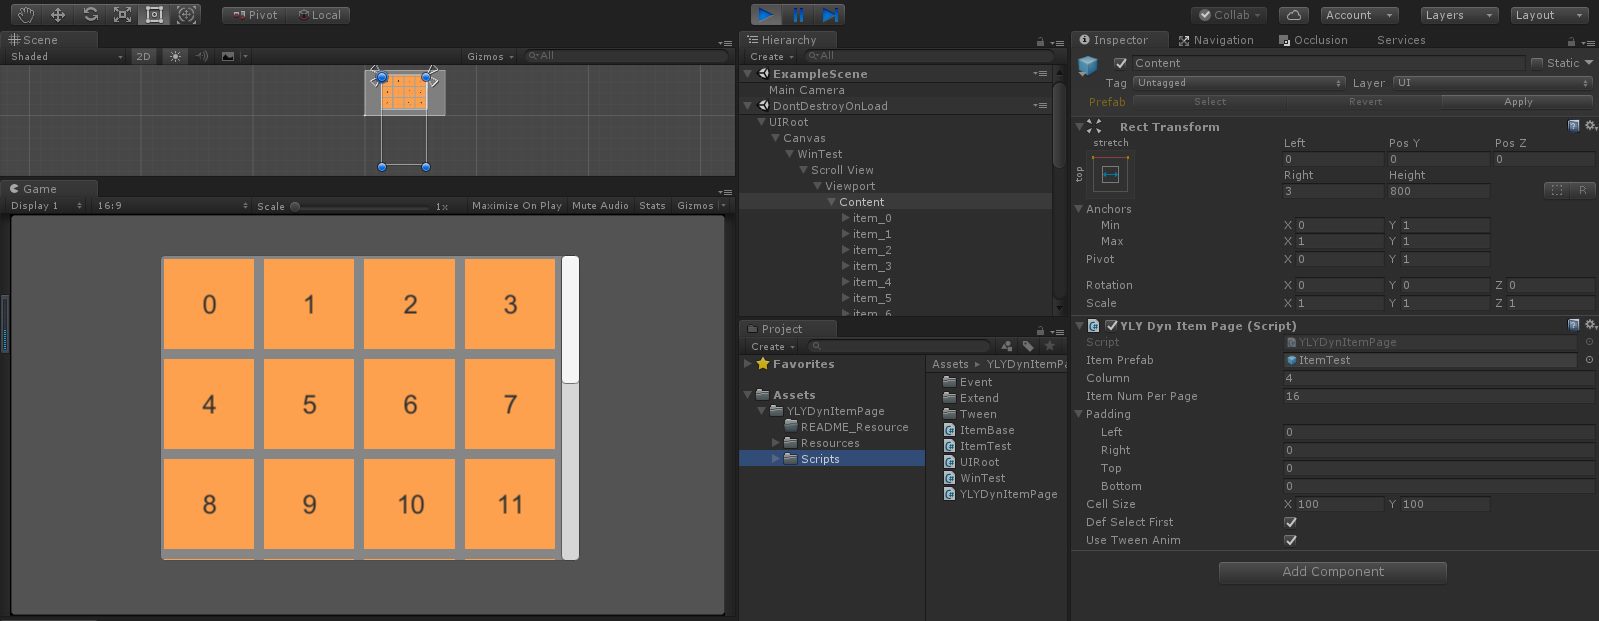 Pivot Local Collab Account Layers Layout
Scene
Shaded 2D Gizmos All
Game
Display 1 16:9 Scale 1x Maximize On Play Mute Audio Stats Gizmos
0 1 2 3
4 5 6 7
8 9 10 11
Hierarchy
Create All
ExampleScene
Main Camera
DontDestroyOnLoad
UIRoot
Canvas
WinTest
Scroll View
Viewport
Content
item_0
item_1
item_2
item_3
item_4
item_5
item_6
Project
Create
Favorites
Assets
YLYDynItemPage
README_Resource
Resources
Scripts
Assets ▸ YLYDynItemPa
Event
Extend
Tween
ItemBase
ItemTest
UIRoot
WinTest
YLYDynItemPage
Inspector Navigation Occlusion Services
Content Static
Tag Untagged Layer UI
Prefab Select Revert Apply
Rect Transform
stretch
top
Left Pos Y Pos Z
0 0 0
Right Height
3 800 R
Anchors
Min X 0 Y 1
Max X 1 Y 1
Pivot X 0 Y 1
Rotation X 0 Y 0 Z 0
Scale X 1 Y 1 Z 1
YLY Dyn Item Page (Script)
Script YLYDynItemPage
Item Prefab ItemTest
Column 4
Item Num Per Page 16
Padding
Left 0
Right 0
Top 0
Bottom 0
Cell Size X 100 Y 100
Def Select First
Use Tween Anim
Add Component